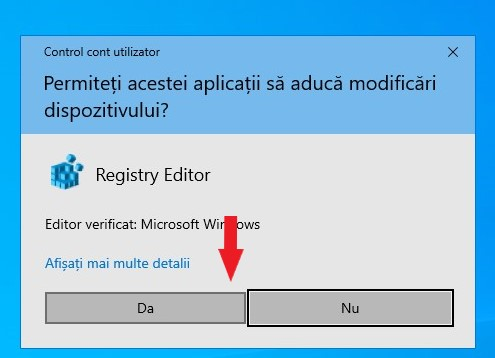 Control cont utilizator
Permiteți acestei aplicații să aducă modificări
dispozitivului?
Registry Editor
Editor verificat: Microsoft Windows
Afișați mai multe detalii
Da
Nu